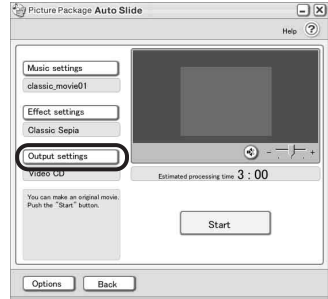 Picture Package Auto Slide
Help ?
Music settings
classic_movie01
Effect settings
Classic Sepia
Output settings
Video CD
Estimated processing time 3 : 00
You can make an original movie.
Push the "Start" button.
Start
Options
Back